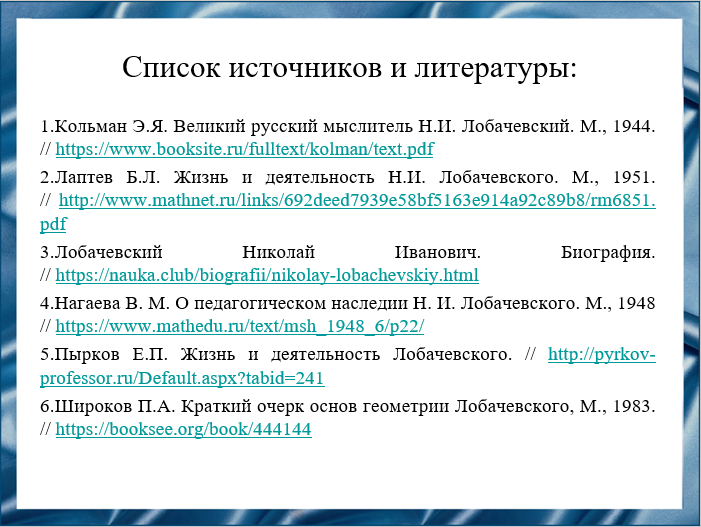 Список источников и литературы:
1.Кольман Э.Я. Великий русский мыслитель Н.И. Лобачевский. М., 1944.
// https://www.booksite.ru/fulltext/kolman/text.pdf
2.Лаптев Б.Л. Жизнь и деятельность Н.И. Лобачевского. М., 1951.
// http://www.mathnet.ru/links/692deed7939e58bf5163e914a92c89b8/rm6851.
pdf
3.Лобачевский Николай Иванович. Биография.
// https://nauka.club/biografii/nikolay-lobachevskiy.html
4.Нагаева В. М. О педагогическом наследии Н. И. Лобачевского. М., 1948
// https://www.mathedu.ru/text/msh_1948_6/p22/
5.Пырков Е.П. Жизнь и деятельность Лобачевского. // http://pyrkov-
professor.ru/Default.aspx?tabid=241
6.Широков П.А. Краткий очерк основ геометрии Лобачевского, М., 1983.
// https://booksee.org/book/444144